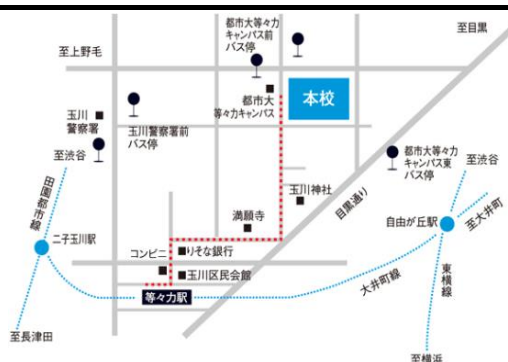 至目黒
都市大等々力
キャンパス前
バス停
至上野毛
本校
都市大
等々力キャンパス
玉川
警察署
玉川警察署前
バス停
至渋谷
都市大等々力
キャンパス東
バス停
至渋谷
田園都市線
玉川神社
目黒通り
至大井町
満願寺
自由が丘駅
二子玉川駅
コンビニ
りそな銀行
玉川区民会館
大井町線
東横線
等々力駅
至長津田
至横浜